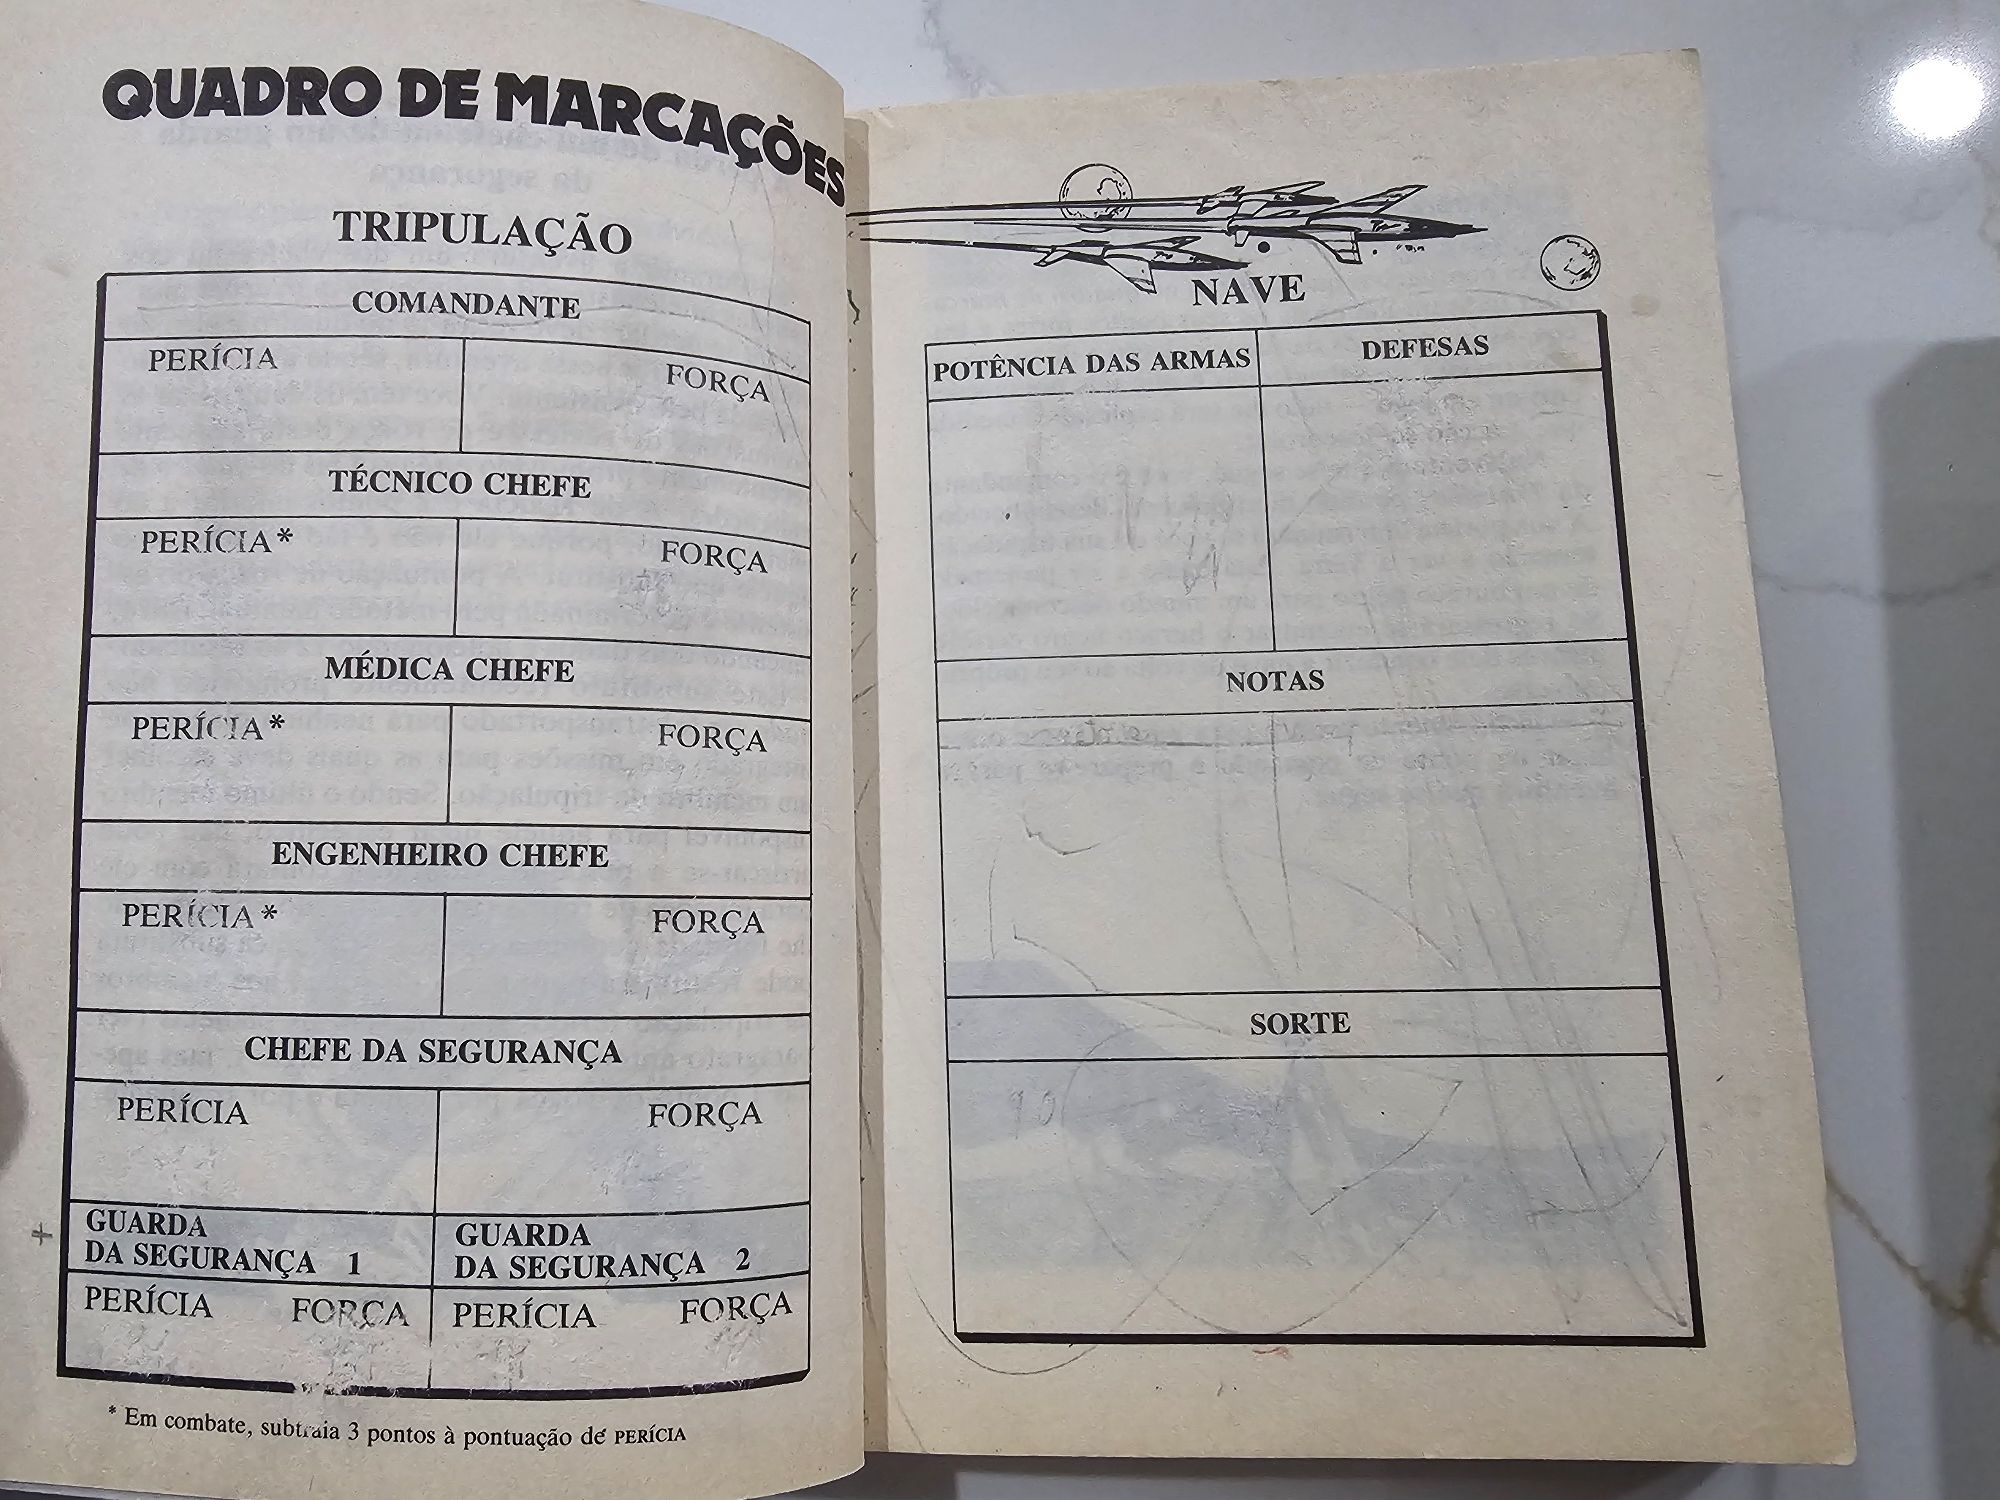 QUADRO DE MARCAÇÕES
TRIPULAÇÃO
COMANDANTE
PERÍCIA FORÇA
TÉCNICO CHEFE
PERÍCIA* FORÇA
MÉDICA CHEFE
PERÍCIA* FORÇA
ENGENHEIRO CHEFE
PERÍCIA* FORÇA
CHEFE DA SEGURANÇA
PERÍCIA FORÇA
GUARDA
DA SEGURANÇA 1
GUARDA
DA SEGURANÇA 2
PERÍCIA FORÇA PERÍCIA FORÇA
* Em combate, subtraia 3 pontos à pontuação de PERÍCIA
NAVE
POTÊNCIA DAS ARMAS DEFESAS
NOTAS
SORTE